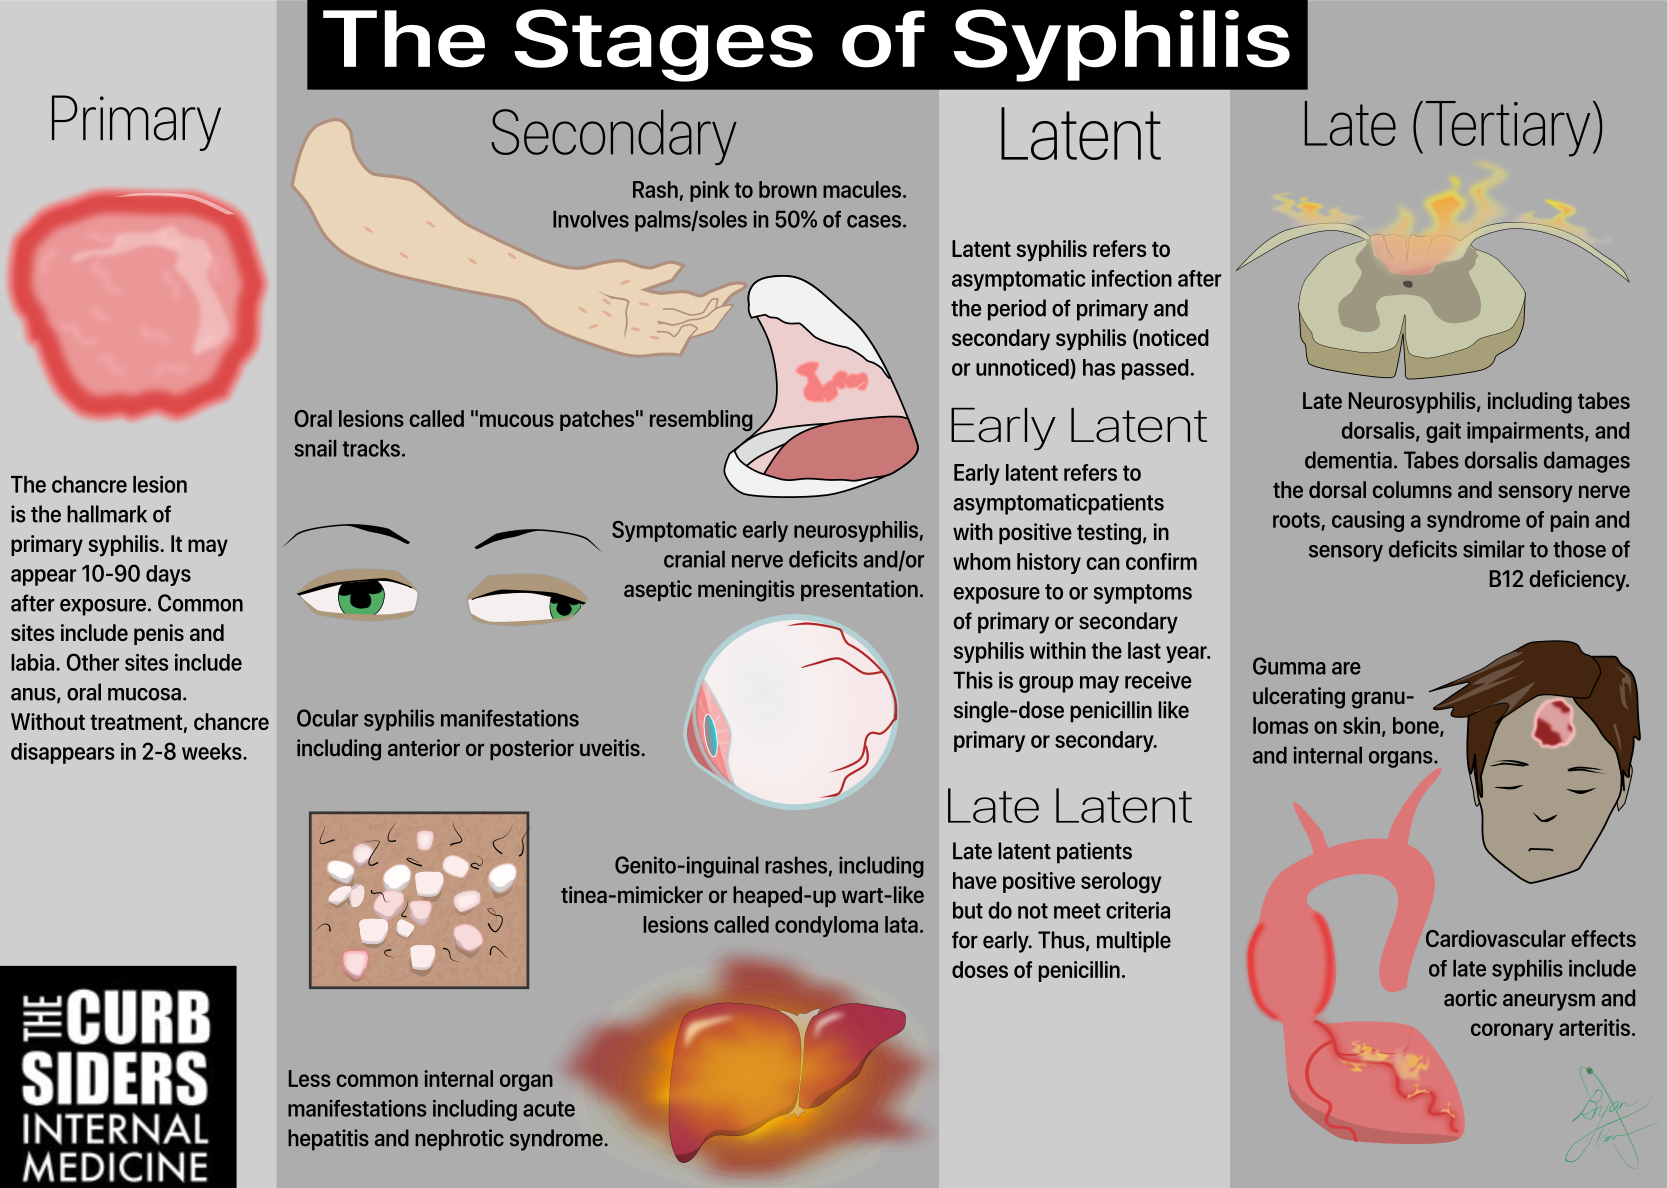 The Stages of Syphilis
Primary
The chancre lesion
is the hallmark of
primary syphilis. It may
appear 10-90 days
after exposure. Common
sites include penis and
labia. Other sites include
anus, oral mucosa.
Without treatment, chancre
disappears in 2-8 weeks.
THE CURB
SIDERS
INTERNAL
MEDICINE
Secondary
Rash, pink to brown macules.
Involves palms/soles in 50% of cases.
Oral lesions called "mucous patches" resembling
snail tracks.
Symptomatic early neurosyphilis,
cranial nerve deficits and/or
aseptic meningitis presentation.
Ocular syphilis manifestations
including anterior or posterior uveitis.
Genito-inguinal rashes, including
tinea-mimicker or heaped-up wart-like
lesions called condyloma lata.
Less common internal organ
manifestations including acute
hepatitis and nephrotic syndrome.
Latent
Latent syphilis refers to
asymptomatic infection after
the period of primary and
secondary syphilis (noticed
or unnoticed) has passed.
Early Latent
Early latent refers to
asymptomaticpatients
with positive testing, in
whom history can confirm
exposure to or symptoms
of primary or secondary
syphilis within the last year.
This is group may receive
single-dose penicillin like
primary or secondary.
Late Latent
Late latent patients
have positive serology
but do not meet criteria
for early. Thus, multiple
doses of penicillin.
Late (Tertiary)
Late Neurosyphilis, including tabes
dorsalis, gait impairments, and
dementia. Tabes dorsalis damages
the dorsal columns and sensory nerve
roots, causing a syndrome of pain and
sensory deficits similar to those of
B12 deficiency.
Gumma are
ulcerating granu-
lomas on skin, bone,
and internal organs.
Cardiovascular effects
of late syphilis include
aortic aneurysm and
coronary arteritis.